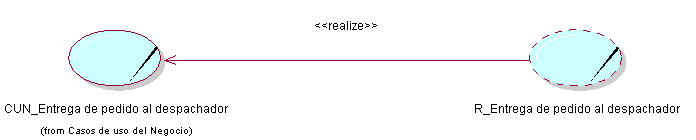 <<realize>>
CUN_Entrega de pedido al despachador
R_Entrega de pedido al despachador
(from Casos de uso del Negocio)